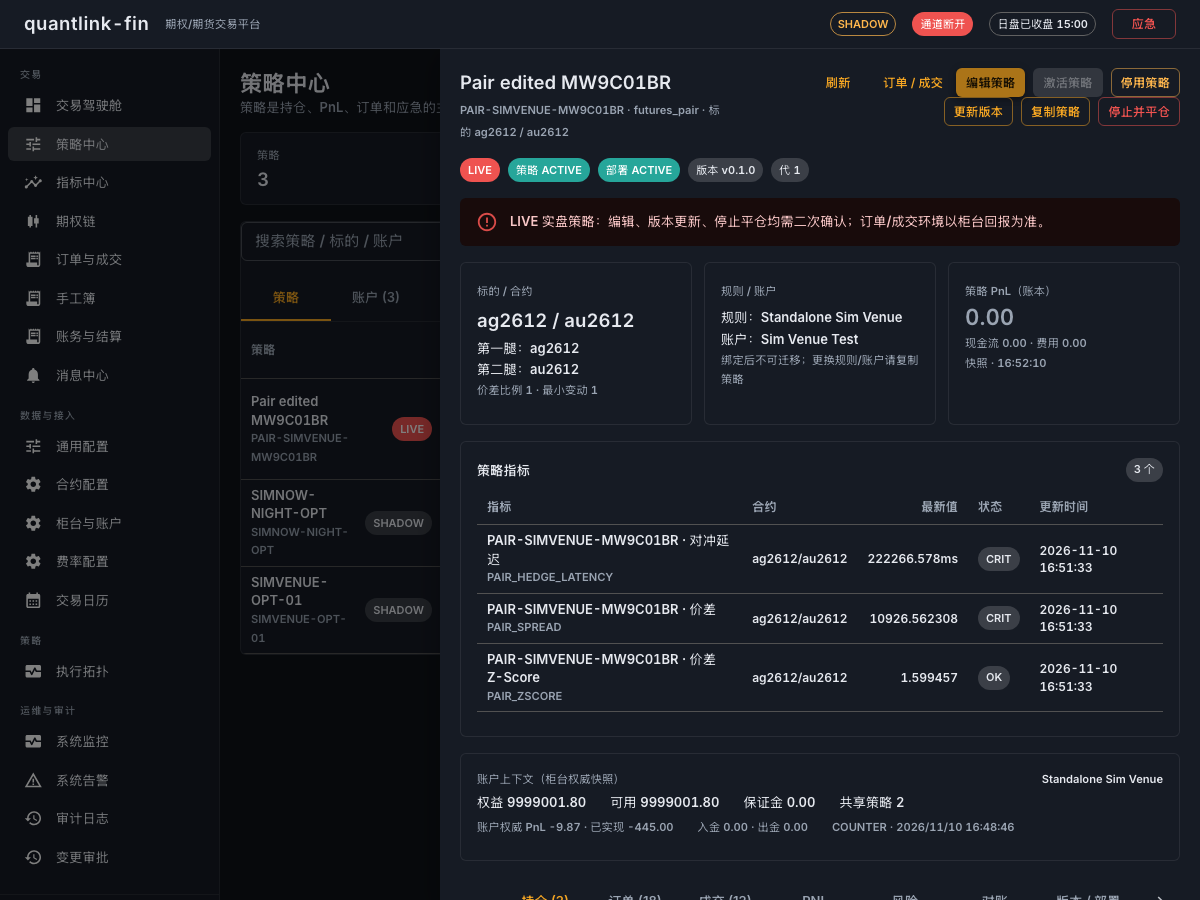 quantlink-fin
期权/期货交易平台
SHADOW
通道断开
日盘已收盘 15:00
应急
交易
交易驾驶舱
策略中心
指标中心
期权链
订单与成交
手工簿
账务与结算
消息中心
数据与接入
通用配置
合约配置
柜台与账户
费率配置
交易日历
策略
执行拓扑
运维与审计
系统监控
系统告警
审计日志
变更审批
策略中心
策略是持仓、PnL、订单和应急的
策略
3
搜索策略 / 标的 / 账户
策略
账户 (3)
策略
Pair edited
MW9C01BR
PAIR-SIMVENUE-
MW9C01BR
LIVE
SIMNOW-
NIGHT-OPT
SIMNOW-NIGHT-
OPT
SHADOW
SIMVENUE-
OPT-01
SIMVENUE-OPT-
01
SHADOW
Pair edited MW9C01BR
PAIR-SIMVENUE-MW9C01BR · futures_pair · 标
的 ag2612 / au2612
刷新
订单 / 成交
编辑策略
激活策略
停用策略
更新版本
复制策略
停止并平仓
LIVE
策略 ACTIVE
部署 ACTIVE
版本 v0.1.0
代 1
LIVE 实盘策略：编辑、版本更新、停止平仓均需二次确认；订单/成交环境以柜台回报为准。
标的 / 合约
ag2612 / au2612
第一腿：ag2612
第二腿：au2612
价差比例 1 · 最小变动 1
规则 / 账户
规则：Standalone Sim Venue
账户：Sim Venue Test
绑定后不可迁移；更换规则/账户请复制
策略
策略 PnL（账本）
0.00
现金流 0.00 · 费用 0.00
快照 · 16:52:10
策略指标
3 个
指标
合约
最新值
状态
更新时间
PAIR-SIMVENUE-MW9C01BR · 对冲延
迟
PAIR_HEDGE_LATENCY
ag2612/au2612
222266.578ms
CRIT
2026-11-10
16:51:33
PAIR-SIMVENUE-MW9C01BR · 价差
PAIR_SPREAD
ag2612/au2612
10926.562308
CRIT
2026-11-10
16:51:33
PAIR-SIMVENUE-MW9C01BR · 价差
Z-Score
PAIR_ZSCORE
ag2612/au2612
1.599457
OK
2026-11-10
16:51:33
账户上下文（柜台权威快照）
Standalone Sim Venue
权益 9999001.80
可用 9999001.80
保证金 0.00
共享策略 2
账户权威 PnL -9.87 · 已实现 -445.00
入金 0.00 · 出金 0.00
COUNTER · 2026/11/10 16:48:46
持仓 (2)
订单 (18)
成交 (12)
PNL
风险
对账
版本 / 部署